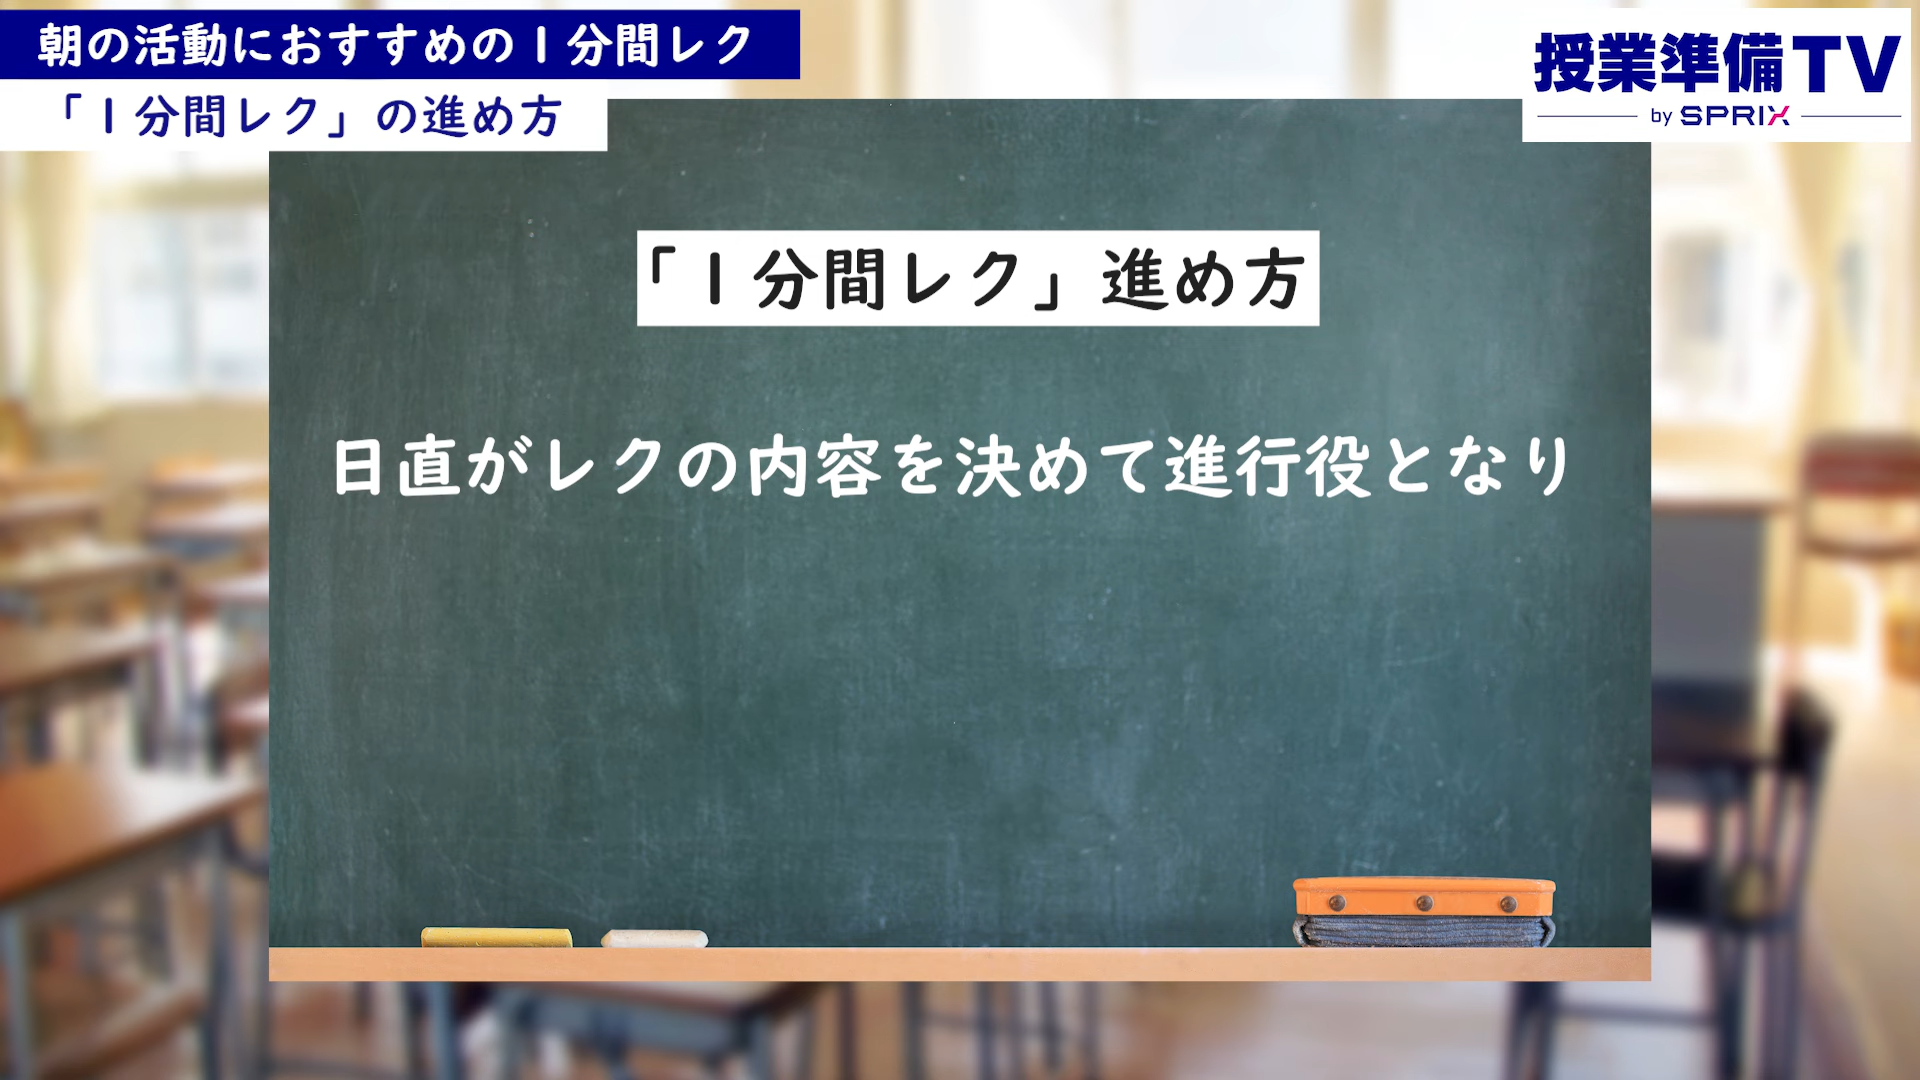 朝の活動におすすめの１分間レク
「１分間レク」の進め方
授業準備TV
by SPRIX
「１分間レク」進め方
日直がレクの内容を決めて進行役となり